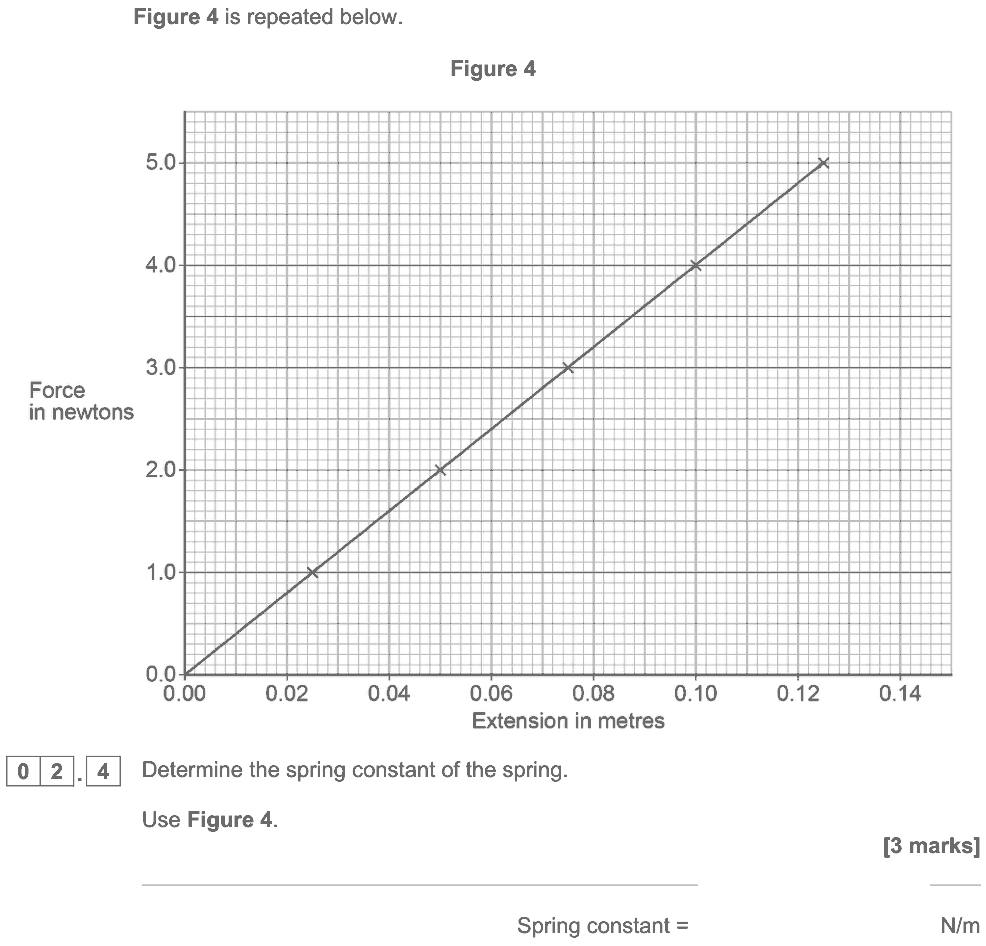 Figure 4 is repeated below.
Figure 4
5.0
4.0
3.0
Force
in newtons
2.0
1.0
0.0
0.00 0.02 0.04 0.06 0.08 0.10 0.12 0.14
Extension in metres
0 2 . 4 Determine the spring constant of the spring.
Use Figure 4.
[3 marks]
Spring constant = N/m